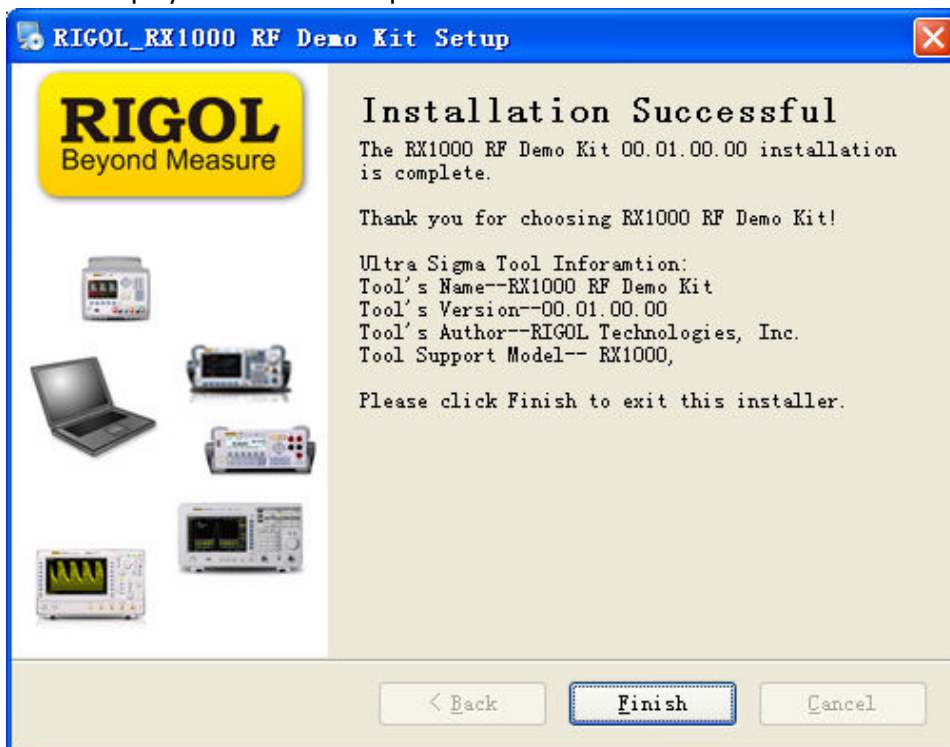 RIGOL_RX1000 RF Demo Kit Setup
RIGOL
Beyond Measure
Installation Successful
The RX1000 RF Demo Kit 00.01.00.00 installation
is complete.
Thank you for choosing RX1000 RF Demo Kit!
Ultra Sigma Tool Inforamtion:
Tool's Name--RX1000 RF Demo Kit
Tool's Version--00.01.00.00
Tool's Author--RIGOL Technologies, Inc.
Tool Support Model-- RX1000,
Please click Finish to exit this installer.
< Back
Finish
Cancel